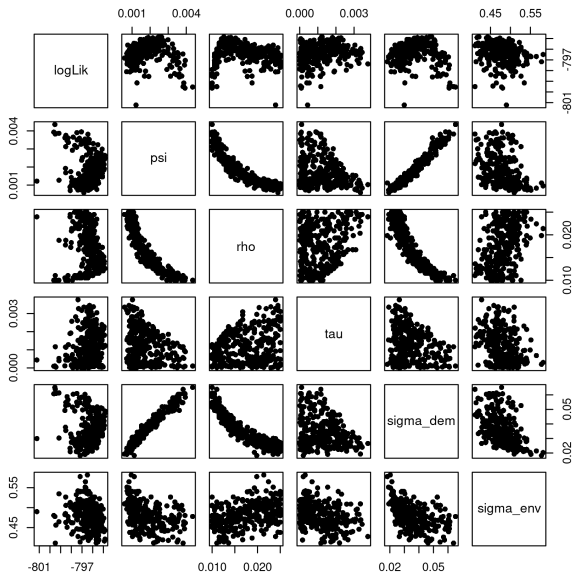 0.001 0.004 0.000 0.003 0.45 0.55
logLik -801 -797
0.001 0.004 psi
rho 0.010 0.020
0.000 0.003 tau
sigma_dem 0.02 0.05
0.45 0.55 sigma_env
-801 -797 0.010 0.020 0.02 0.05